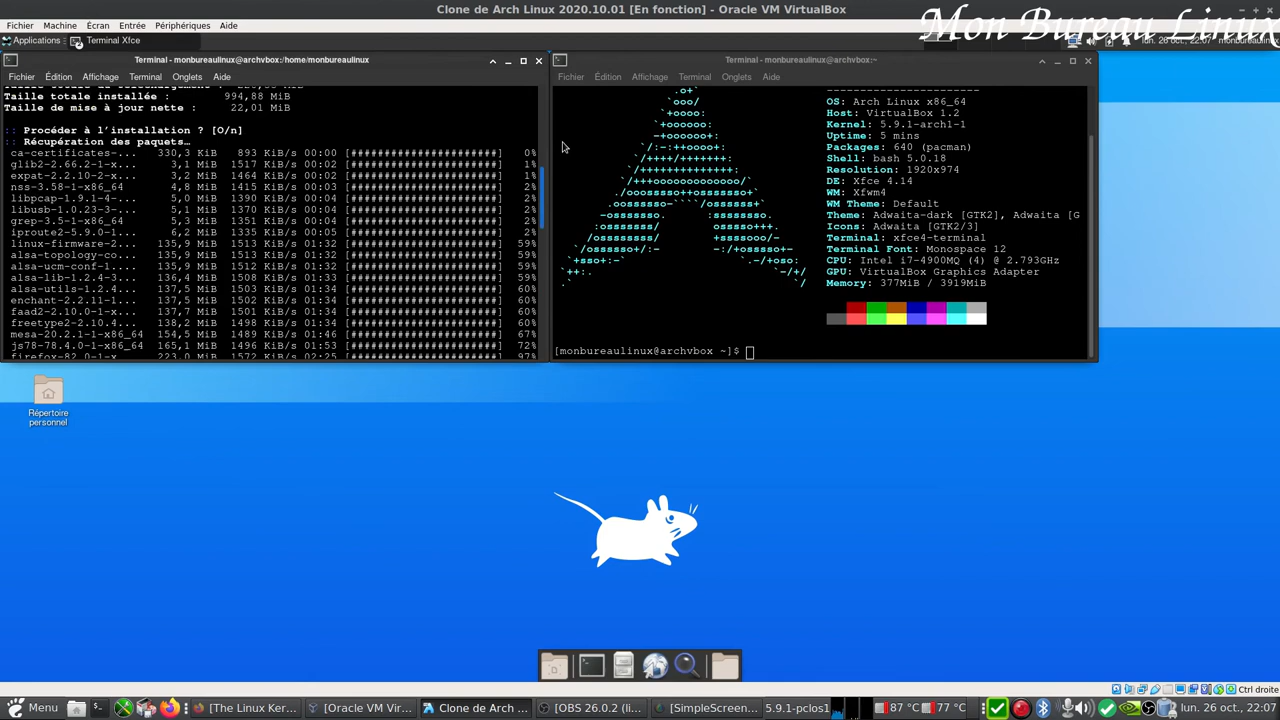 Clone de Arch Linux 2020.10.01 [En fonction] - Oracle VM VirtualBox
Fichier Machine Écran Entrée Périphériques Aide
Mon Bureau Linux
Applications Terminal Xfce
lun. 26 oct., 22:07 monbureaulinux
Terminal - monbureaulinux@archvbox:/home/monbureaulinux
Fichier Édition Affichage Terminal Onglets Aide
Taille totale installée : 994,88 MiB
Taille de mise à jour nette : 22,01 MiB
:: Procéder à l'installation ? [O/n]
:: Récupération des paquets…
ca-certificates-... 330,3 KiB 893 KiB/s 00:00 [######################] 0%
glib2-2.66.2-1-x... 3,1 MiB 1517 KiB/s 00:02 [######################] 1%
expat-2.2.10-2-x... 3,2 MiB 1464 KiB/s 00:02 [######################] 1%
nss-3.58-1-x86_64 4,8 MiB 1415 KiB/s 00:03 [######################] 2%
libpcap-1.9.1-4-... 5,0 MiB 1390 KiB/s 00:04 [######################] 2%
libusb-1.0.23-3-... 5,1 MiB 1370 KiB/s 00:04 [######################] 2%
grep-3.5-1-x86_64 5,3 MiB 1351 KiB/s 00:04 [######################] 2%
iproute2-5.9.0-1... 6,2 MiB 1335 KiB/s 00:05 [######################] 2%
linux-firmware-2... 135,9 MiB 1513 KiB/s 01:32 [######################] 59%
alsa-topology-co... 135,9 MiB 1513 KiB/s 01:32 [######################] 59%
alsa-ucm-conf-1.... 135,9 MiB 1512 KiB/s 01:32 [######################] 59%
alsa-lib-1.2.4-3... 136,4 MiB 1508 KiB/s 01:33 [######################] 59%
alsa-utils-1.2.4... 137,5 MiB 1503 KiB/s 01:34 [######################] 60%
enchant-2.2.11-1... 137,5 MiB 1502 KiB/s 01:34 [######################] 60%
faad2-2.10.0-1-x... 137,7 MiB 1501 KiB/s 01:34 [######################] 60%
freetype2-2.10.4... 138,2 MiB 1498 KiB/s 01:34 [######################] 60%
mesa-20.2.1-1-x86_64 154,5 MiB 1489 KiB/s 01:46 [######################] 67%
js78-78.4.0-1-x86_64 165,1 MiB 1496 KiB/s 01:53 [######################] 72%
firefox-82.0-1-x... 223,0 MiB 1572 KiB/s 02:25 [######################] 97%
Terminal - monbureaulinux@archvbox:~
Fichier Édition Affichage Terminal Onglets Aide
OS: Arch Linux x86_64
Host: VirtualBox 1.2
Kernel: 5.9.1-arch1-1
Uptime: 5 mins
Packages: 640 (pacman)
Shell: bash 5.0.18
Resolution: 1920x974
DE: Xfce 4.14
WM: Xfwm4
WM Theme: Default
Theme: Adwaita-dark [GTK2], Adwaita [G
Icons: Adwaita [GTK2/3]
Terminal: xfce4-terminal
Terminal Font: Monospace 12
CPU: Intel i7-4900MQ (4) @ 2.793GHz
GPU: VirtualBox Graphics Adapter
Memory: 377MiB / 3919MiB
[monbureaulinux@archvbox ~]$
Répertoire
personnel
Ctrl droite
Menu [The Linux Ker... [Oracle VM Vir... Clone de Arch ... [OBS 26.0.2 (li... [SimpleScreen... 5.9.1-pclos1 87 °C 77 °C lun. 26 oct., 22:07